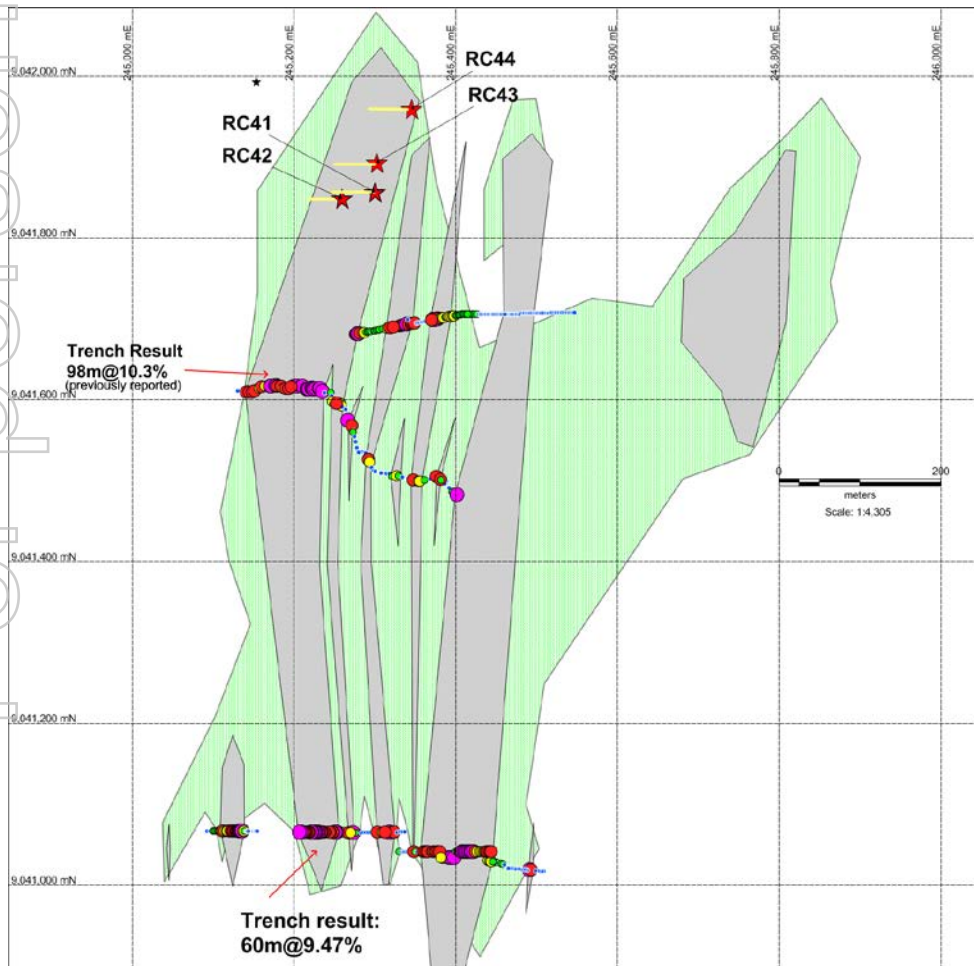 245,000 mE
245,200 mE
245,400 mE
245,600 mE
245,800 mE
246,000 mE
9,042,000 mN
RC44
RC43
RC41
RC42
9,041,800 mN
Trench Result
98m@10.3%
(previously reported)
9,041,600 mN
0 200
meters
Scale: 1:4.305
9,041,400 mN
9,041,200 mN
9,041,000 mN
Trench result:
60m@9.47%